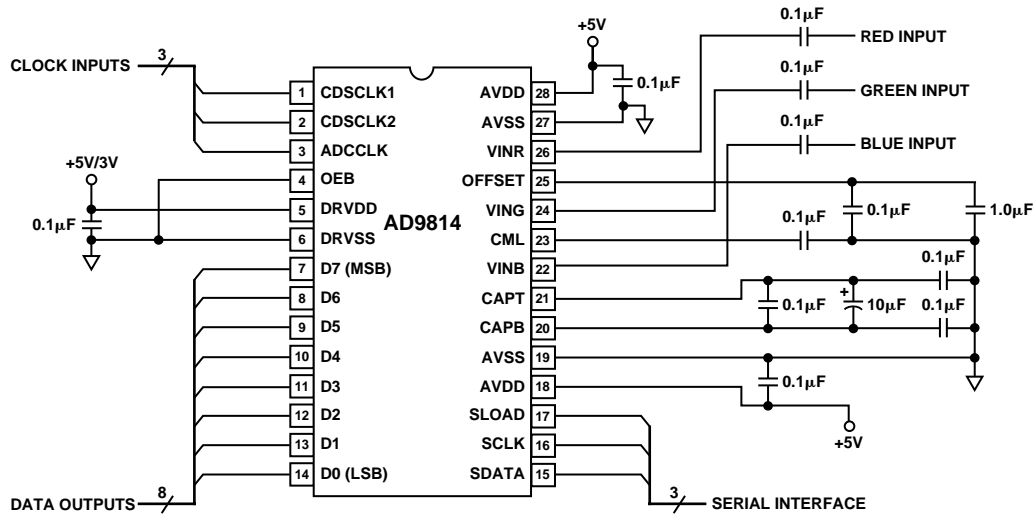 0.1μF
RED INPUT
+5V
3
CLOCK INPUTS
0.1μF
GREEN INPUT
0.1μF
1 CDSCLK1
AVDD 28
0.1μF
2 CDSCLK2
AVSS 27
BLUE INPUT
3 ADCCLK
VINR 26
+5V/3V
4 OEB
OFFSET 25
5 DRVDD
VING 24
0.1μF
AD9814
0.1μF
0.1μF
1.0μF
6 DRVSS
CML 23
7 D7 (MSB)
VINB 22
0.1μF
8 D6
CAPT 21
+
0.1μF
10μF
0.1μF
9 D5
CAPB 20
10 D4
AVSS 19
11 D3
AVDD 18
0.1μF
12 D2
SLOAD 17
+5V
13 D1
SCLK 16
14 D0 (LSB)
SDATA 15
DATA OUTPUTS
8
3
SERIAL INTERFACE